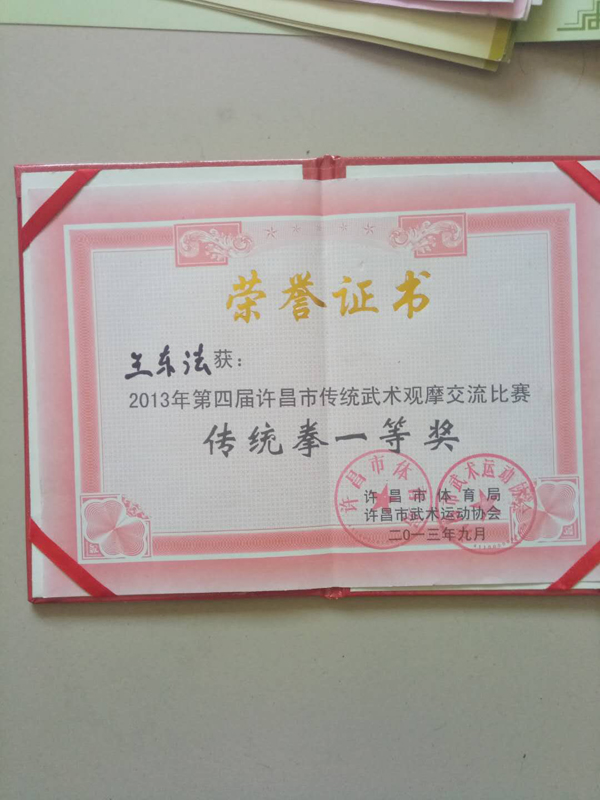 荣誉证书
王东法获：
2013年第四届许昌市传统武术观摩交流比赛
传统拳一等奖
许昌市体育局
许昌市武术运动协会
二〇一三年九月